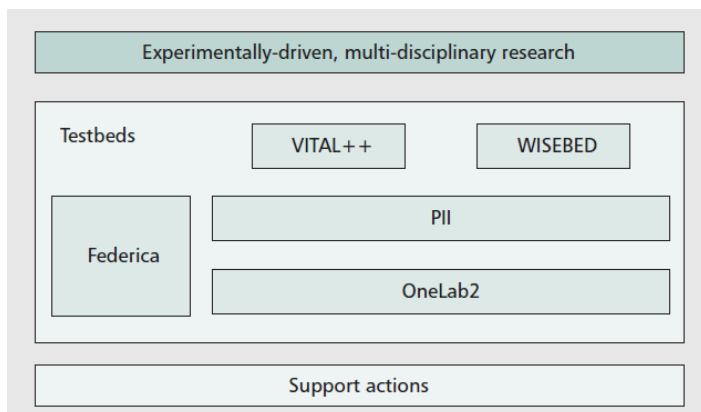 Experimentally-driven, multi-disciplinary research
Testbeds
VITAL++
WISEBED
Federica
PII
OneLab2
Support actions